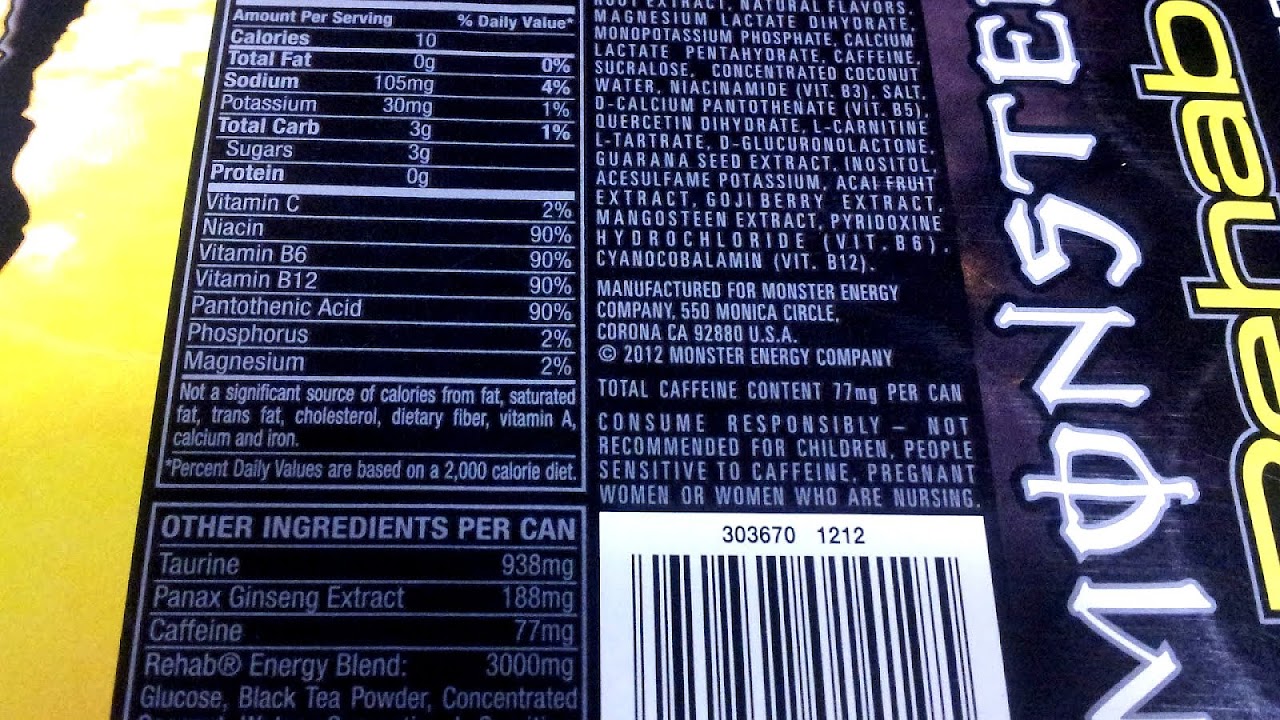 Amount Per Serving % Daily Value*
Calories 10
Total Fat 0g 0%
Sodium 105mg 4%
Potassium 30mg 1%
Total Carb 3g 1%
Sugars 3g
Protein 0g
Vitamin C 2%
Niacin 90%
Vitamin B6 90%
Vitamin B12 90%
Pantothenic Acid 90%
Phosphorus 2%
Magnesium 2%
Not a significant source of calories from fat, saturated
fat, trans fat, cholesterol, dietary fiber, vitamin A,
calcium and iron.
*Percent Daily Values are based on a 2,000 calorie diet.
OTHER INGREDIENTS PER CAN
Taurine 938mg
Panax Ginseng Extract 188mg
Caffeine 77mg
Rehab® Energy Blend: 3000mg
Glucose, Black Tea Powder, Concentrated
ROOT EXTRACT, NATURAL FLAVORS,
MAGNESIUM LACTATE DIHYDRATE,
MONOPOTASSIUM PHOSPHATE, CALCIUM
LACTATE PENTAHYDRATE, CAFFEINE,
SUCRALOSE, CONCENTRATED COCONUT
WATER, NIACINAMIDE (VIT. B3), SALT,
D-CALCIUM PANTOTHENATE (VIT. B5),
QUERCETIN DIHYDRATE, L-CARNITINE
L-TARTRATE, D-GLUCURONOLACTONE,
GUARANA SEED EXTRACT, INOSITOL,
ACESULFAME POTASSIUM, ACAI FRUIT
EXTRACT, GOJI BERRY EXTRACT,
MANGOSTEEN EXTRACT, PYRIDOXINE
HYDROCHLORIDE (VIT. B6),
CYANOCOBALAMIN (VIT. B12).
MANUFACTURED FOR MONSTER ENERGY
COMPANY, 550 MONICA CIRCLE,
CORONA CA 92880 U.S.A.
© 2012 MONSTER ENERGY COMPANY
TOTAL CAFFEINE CONTENT 77mg PER CAN
CONSUME RESPONSIBLY – NOT
RECOMMENDED FOR CHILDREN, PEOPLE
SENSITIVE TO CAFFEINE, PREGNANT
WOMEN OR WOMEN WHO ARE NURSING.
303670 1212
MONSTE
Rehab